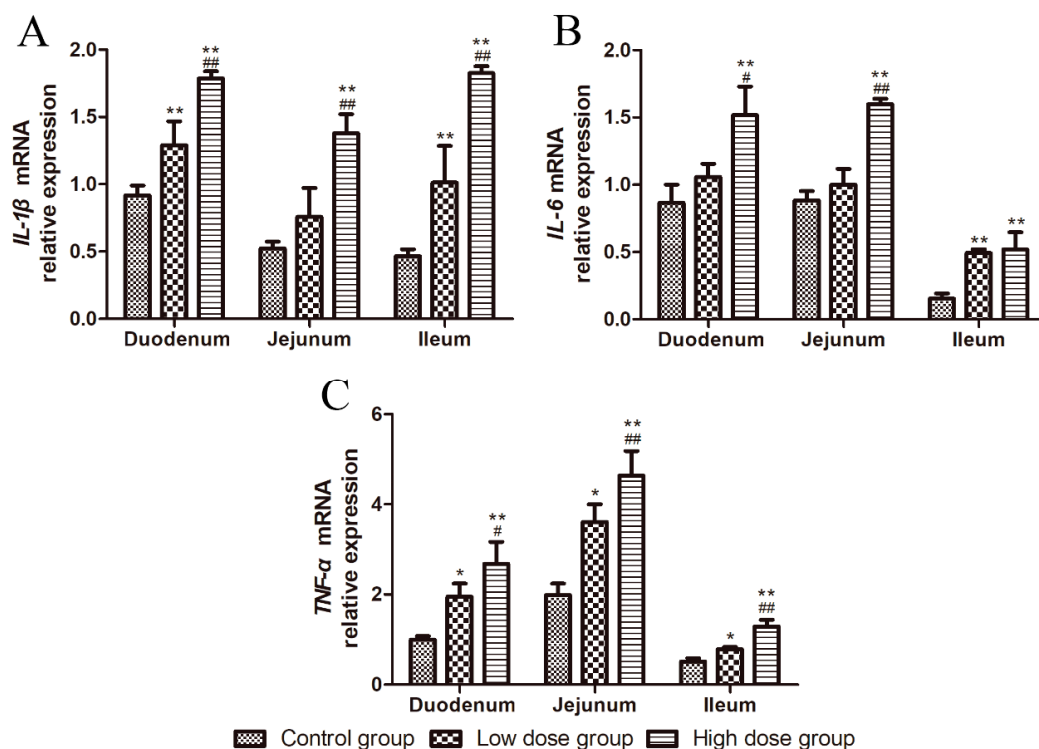 A
IL-1β mRNA
relative expression
2.0
1.5
1.0
0.5
0.0
**
**
##
**
##
**
**
##
Duodenum Jejunum Ileum
B
IL-6 mRNA
relative expression
2.0
1.5
1.0
0.5
0.0
**
#
**
##
**
**
Duodenum Jejunum Ileum
C
TNF-α mRNA
relative expression
6
4
2
0
*
**
#
*
**
##
*
**
##
Duodenum Jejunum Ileum
Control group Low dose group High dose group